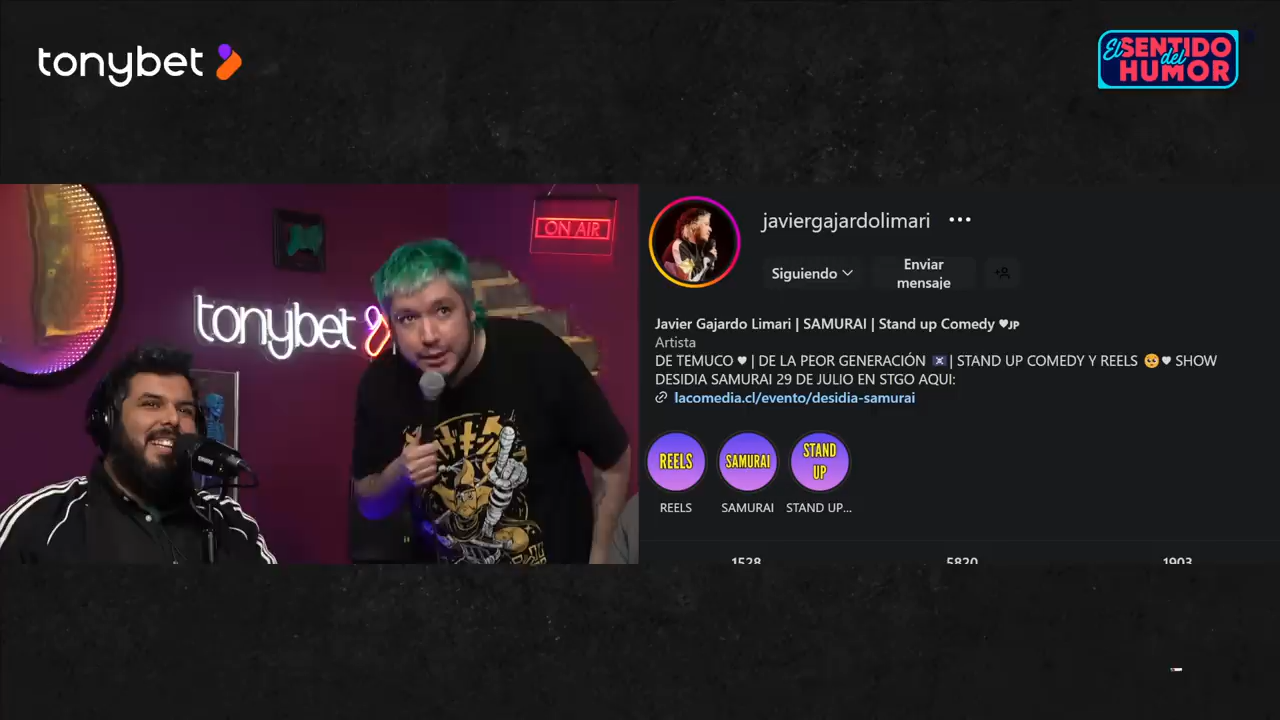 tonybet
El SENTIDO
del
HUMOR
ON AIR
tonybet
javiergajardolimari
Siguiendo
Enviar
mensaje
Javier Gajardo Limari | SAMURAI | Stand up Comedy ♥JP
Artista
DE TEMUCO ♥ | DE LA PEOR GENERACIÓN 🏴‍☠️ | STAND UP COMEDY Y REELS 🥺♥ SHOW
DESIDIA SAMURAI 29 DE JULIO EN STGO AQUI:
lacomedia.cl/evento/desidia-samurai
REELS
SAMURAI
STAND
UP
REELS
SAMURAI
STAND UP...
1528
5820
1903